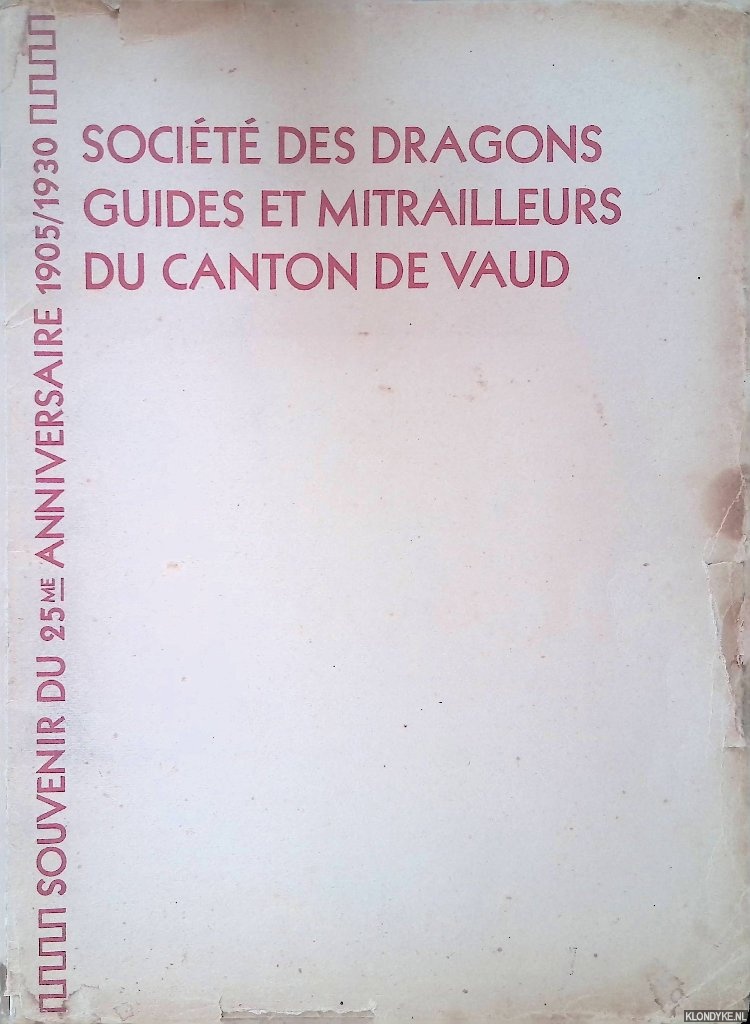 SOCIÉTÉ DES DRAGONS
GUIDES ET MITRAILLEURS
DU CANTON DE VAUD
SOUVENIR DU 25ME ANNIVERSAIRE 1905/1930
KLONDYKE.NL